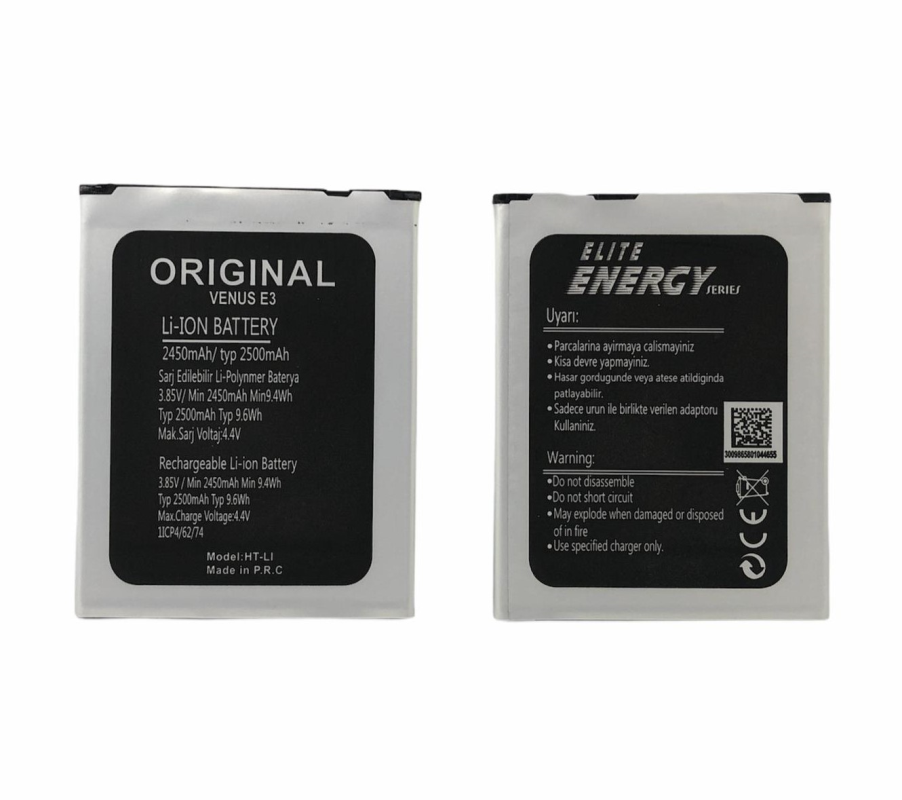 ORIGINAL
VENUS E3
Li-ION BATTERY
2450mAh/ typ 2500mAh
Sarj Edilebilir Li-Polynmer Baterya
3.85V/ Min 2450mAh Min9.4Wh
Typ 2500mAh Typ 9.6Wh
Mak.Sarj Voltaj:4.4V
Rechargeable Li-ion Battery
3.85V / Min 2450mAh Min 9.4Wh
Typ 2500mAh Typ 9.6Wh
Max.Charge Voltage:4.4V
1ICP4/62/74
Model:HT-LI
Made in P.R.C
ELITE
ENERGY SERIES
Uyarı:
•Parcalarina ayirmaya calismayiniz
•Kisa devre yapmayiniz.
•Hasar gordugunde veya atese atildiginda
patlayabilir.
•Sadece urun ile birlikte verilen adaptoru
Kullaniniz.
3009865801044655
Warning:
•Do not disassemble
•Do not short circuit
•May explode when damaged or disposed
of in fire
•Use specified charger only.
CE